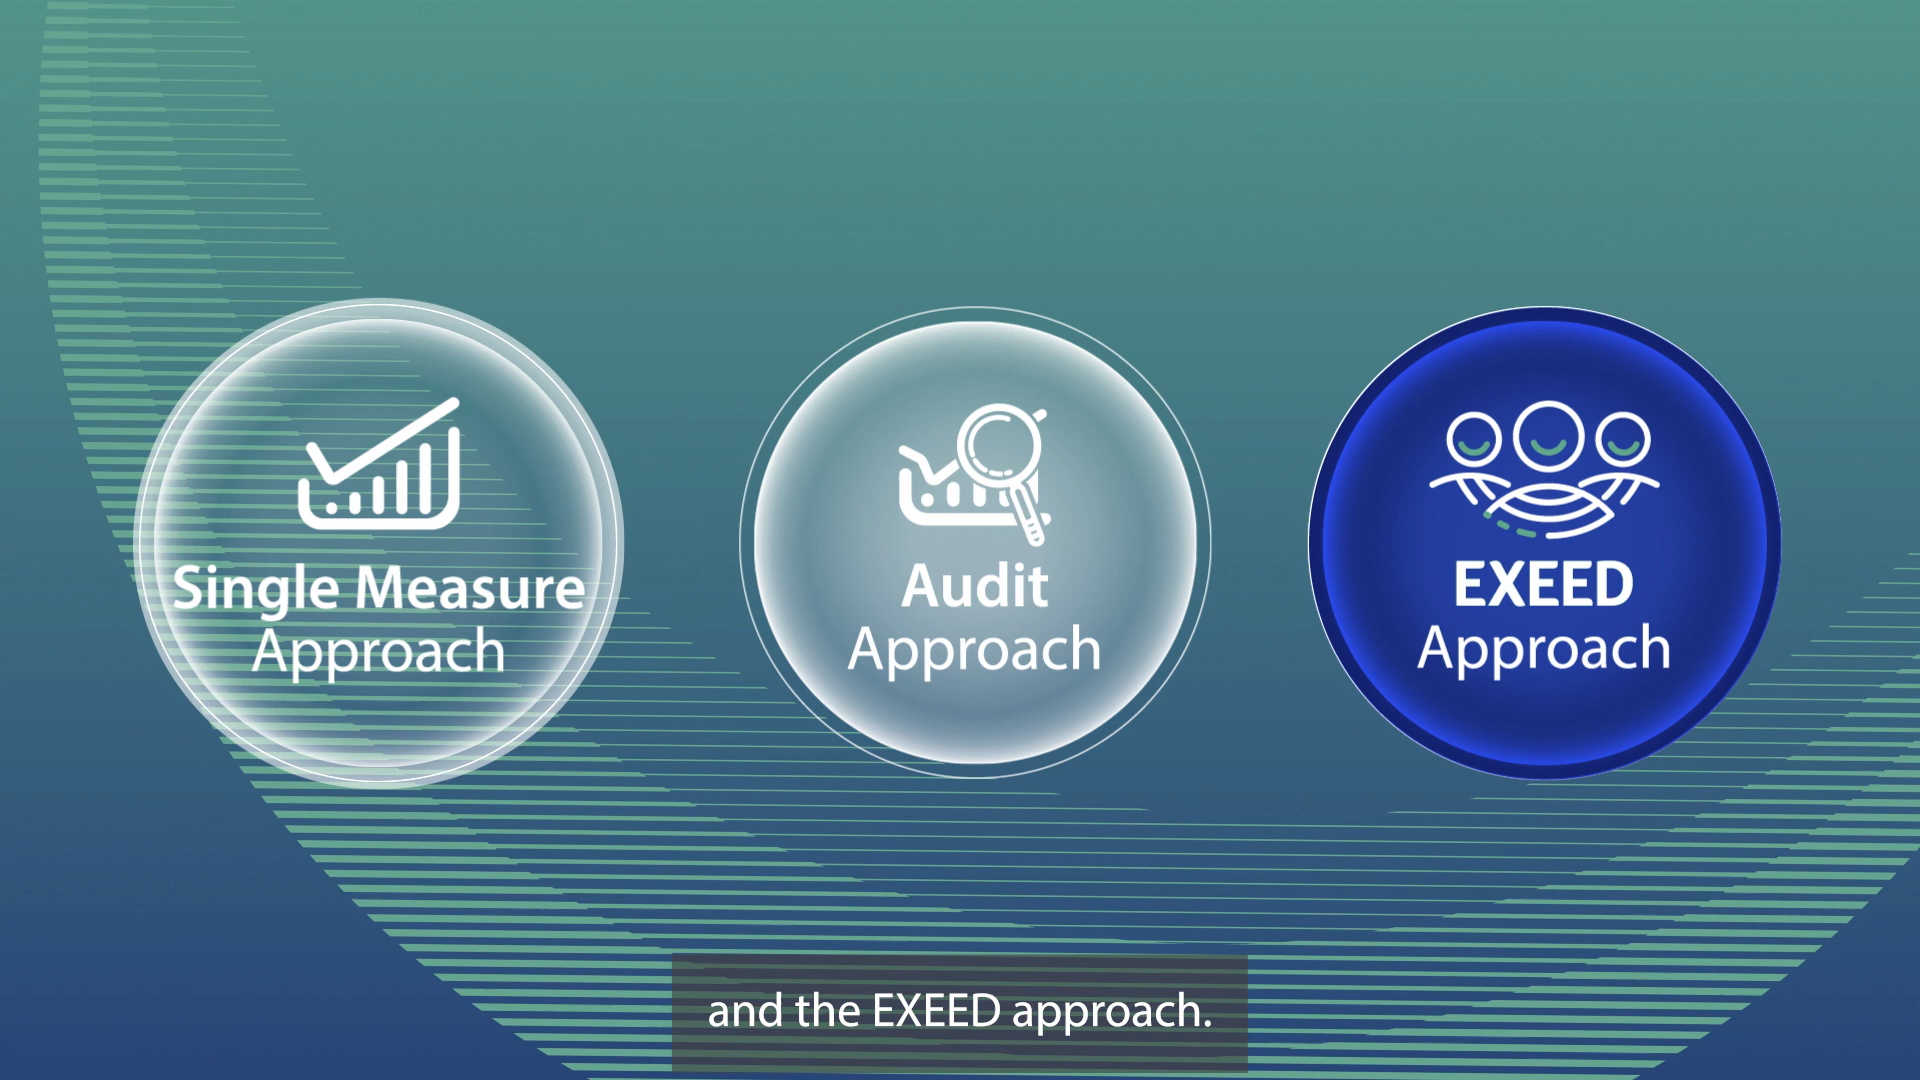 Single Measure
Approach
Audit
Approach
EXEED
Approach
and the EXEED approach.